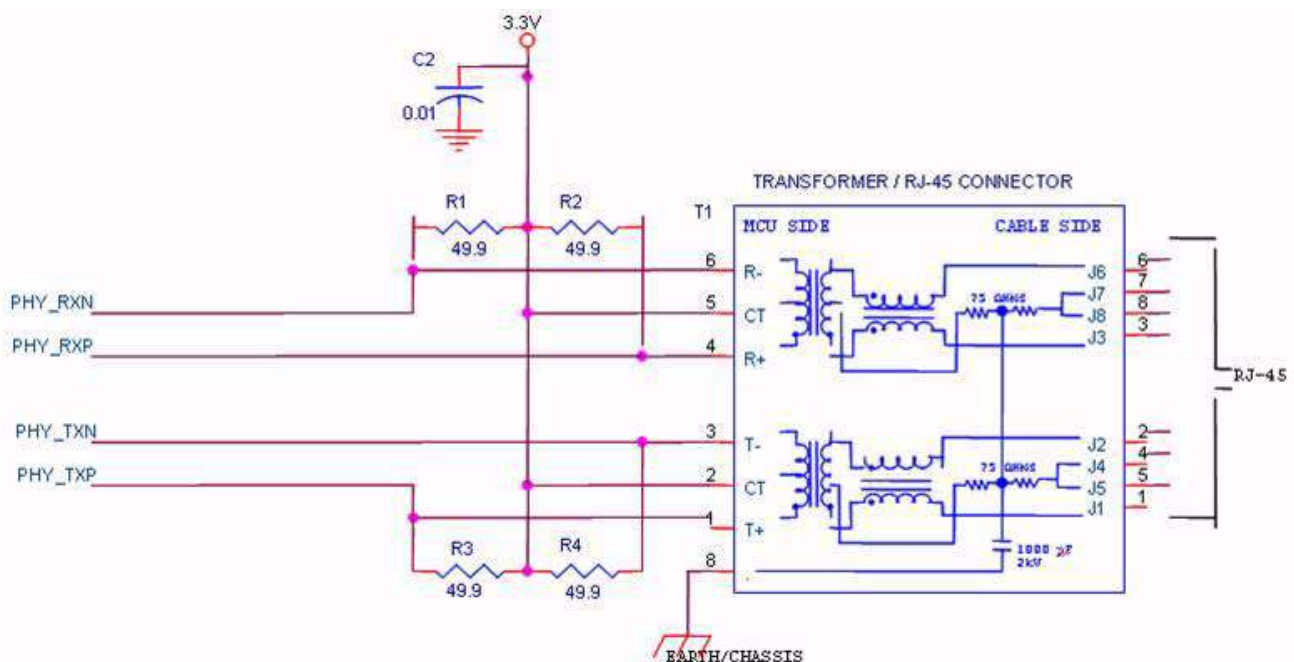 3.3V
C2
0.01
TRANSFORMER / RJ-45 CONNECTOR
R1
R2
T1
MCU SIDE
CABLE SIDE
49.9
49.9
6
R-
J6
6
7
PHY_RXN
5
CT
75 OHMS
J7
J8
8
3
PHY_RXP
4
R+
J3
RJ-45
PHY_TXN
3
T-
J2
2
4
PHY_TXP
2
CT
75 OHMS
J4
J5
5
1
1
T+
J1
R3
R4
8
1000 pF
2kV
49.9
49.9
EARTH/CHASSIS